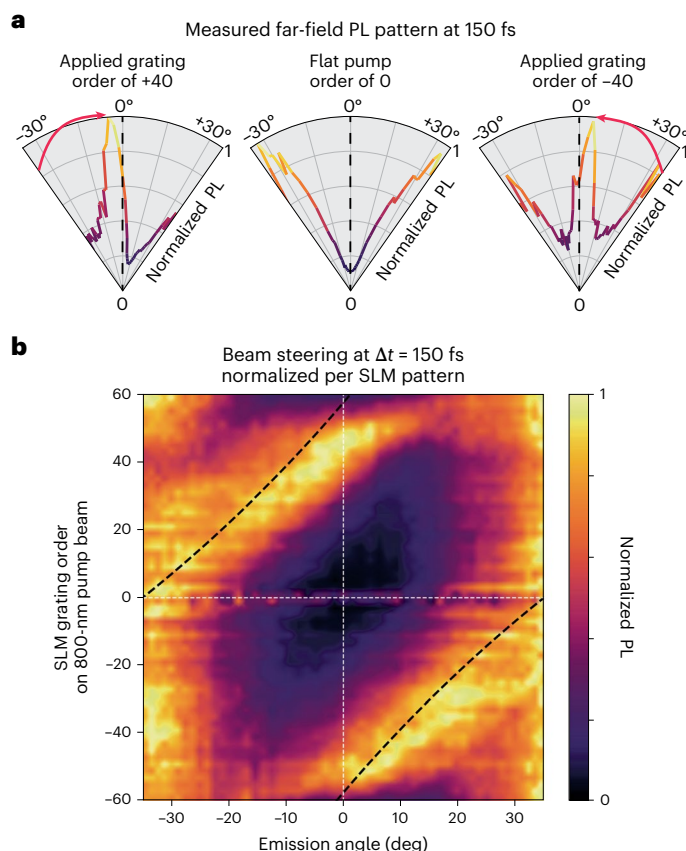 a
Measured far-field PL pattern at 150 fs
Applied grating
order of +40
Flat pump
order of 0
Applied grating
order of –40
–30° 0° +30° –30° 0° +30° –30° 0° +30°
1 1 1
Normalized PL Normalized PL Normalized PL
0 0 0
b
Beam steering at Δt = 150 fs
normalized per SLM pattern
60
40
20
0
–20
–40
–60
SLM grating order
on 800-nm pump beam
–30 –20 –10 0 10 20 30
Emission angle (deg)
1
Normalized PL
0